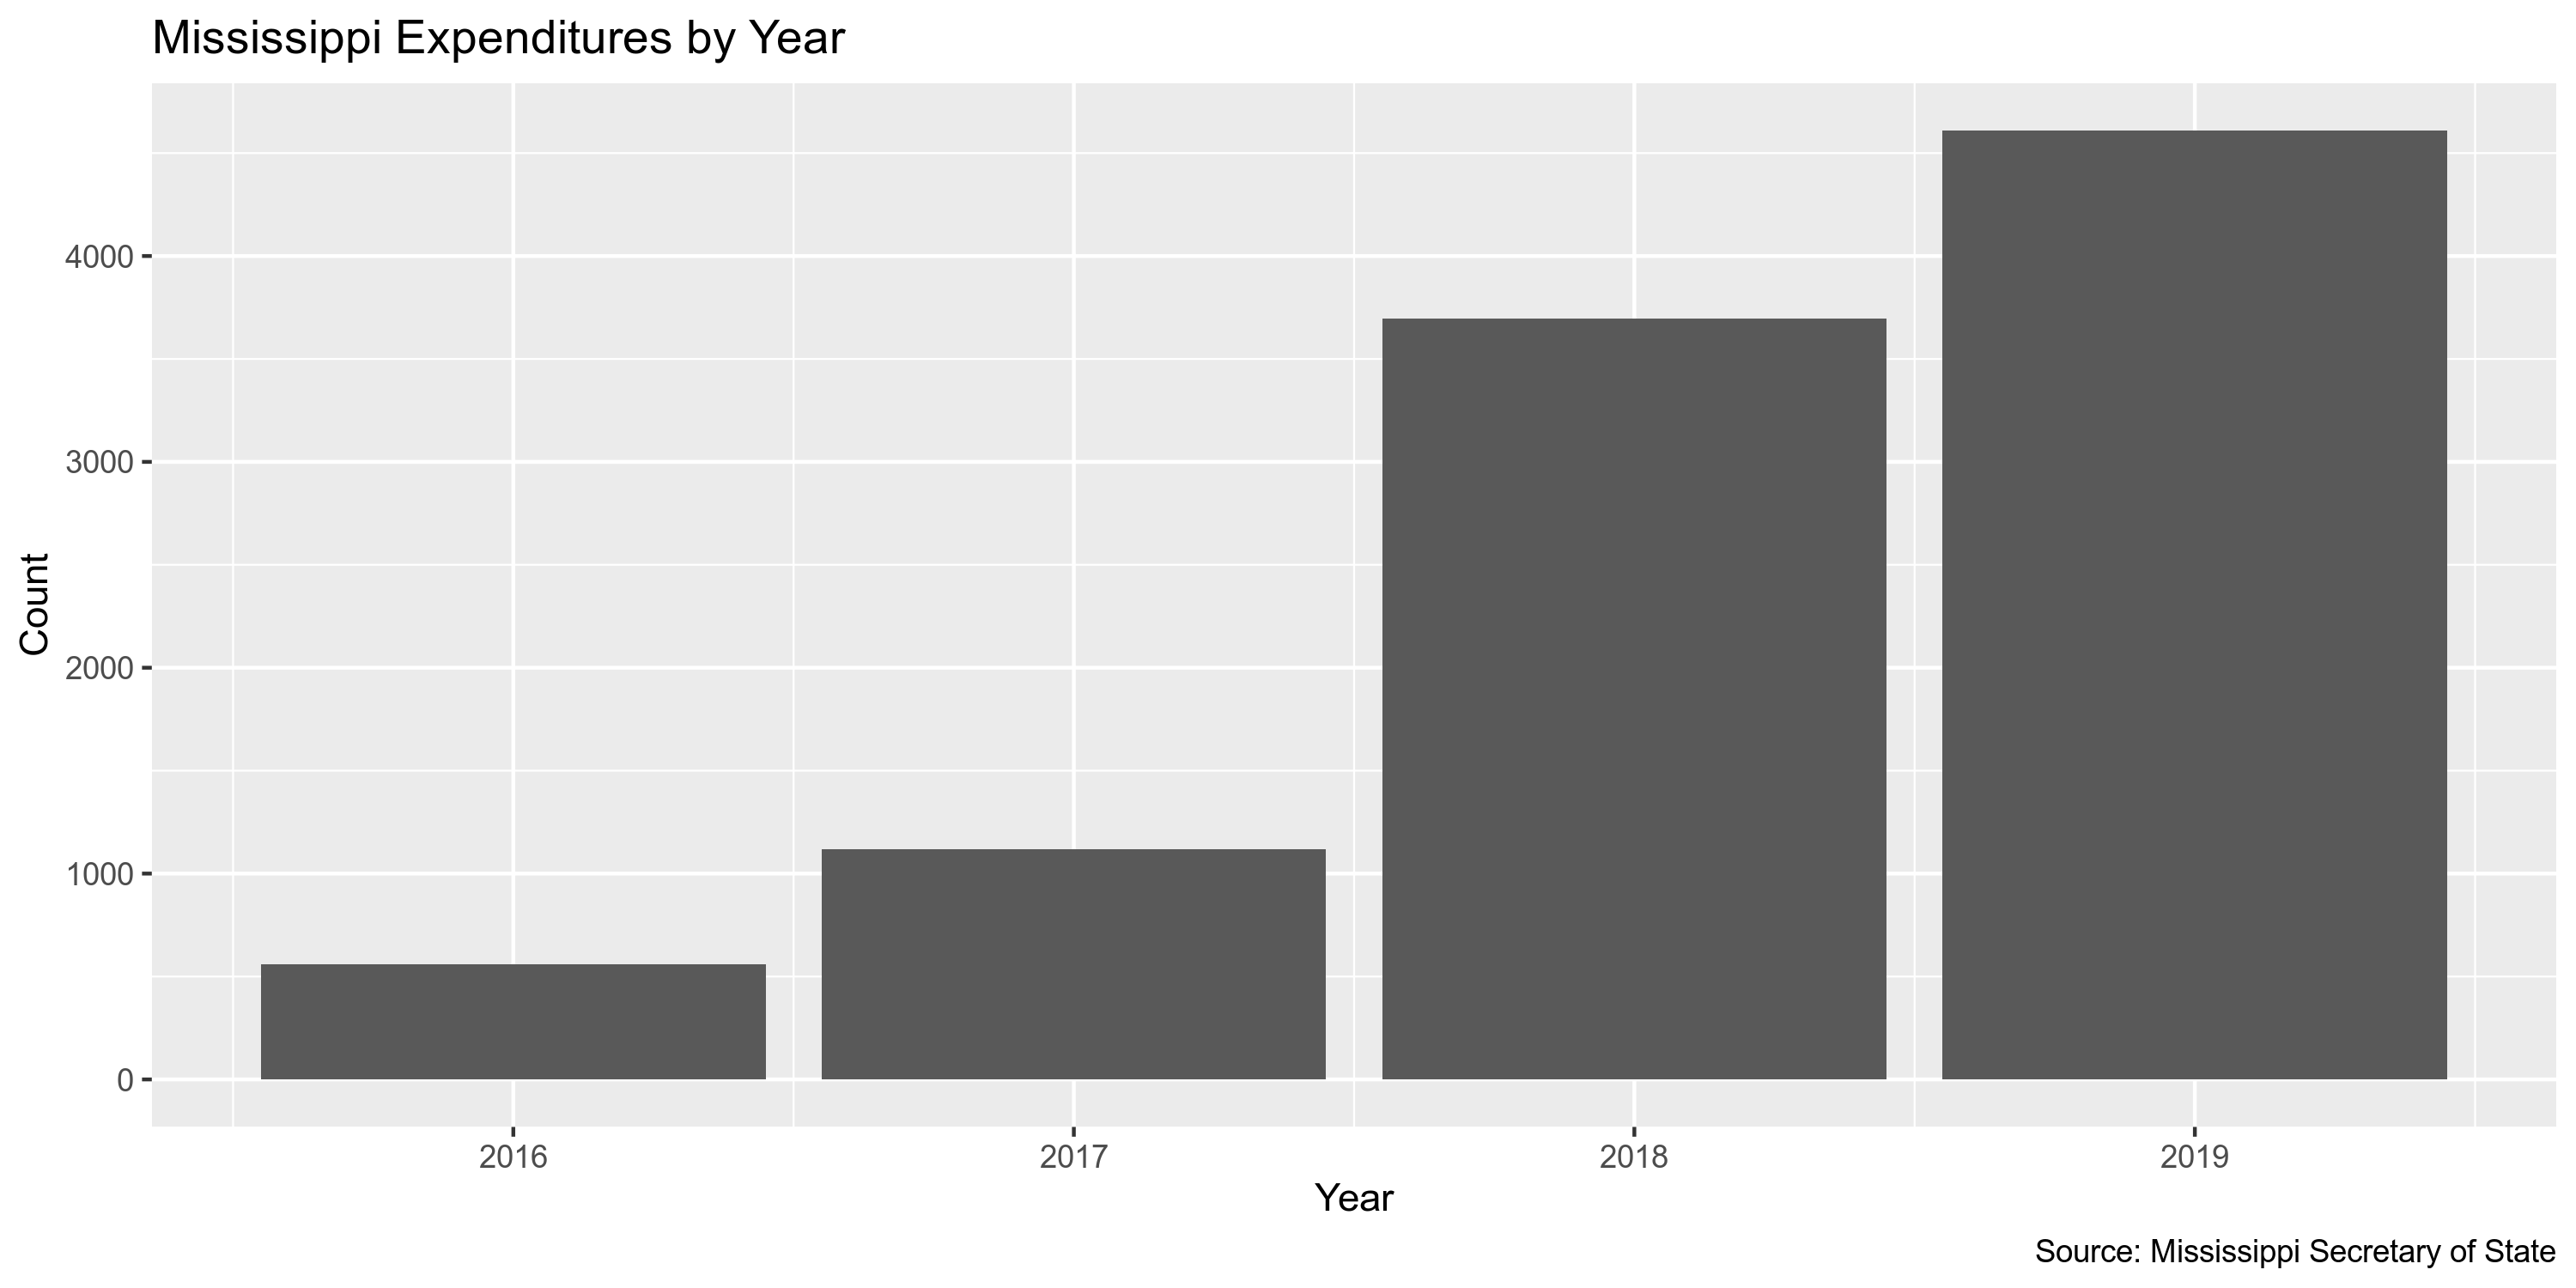 Mississippi Expenditures by Year
Count
4000
3000
2000
1000
0
2016 2017 2018 2019
Year
Source: Mississippi Secretary of State